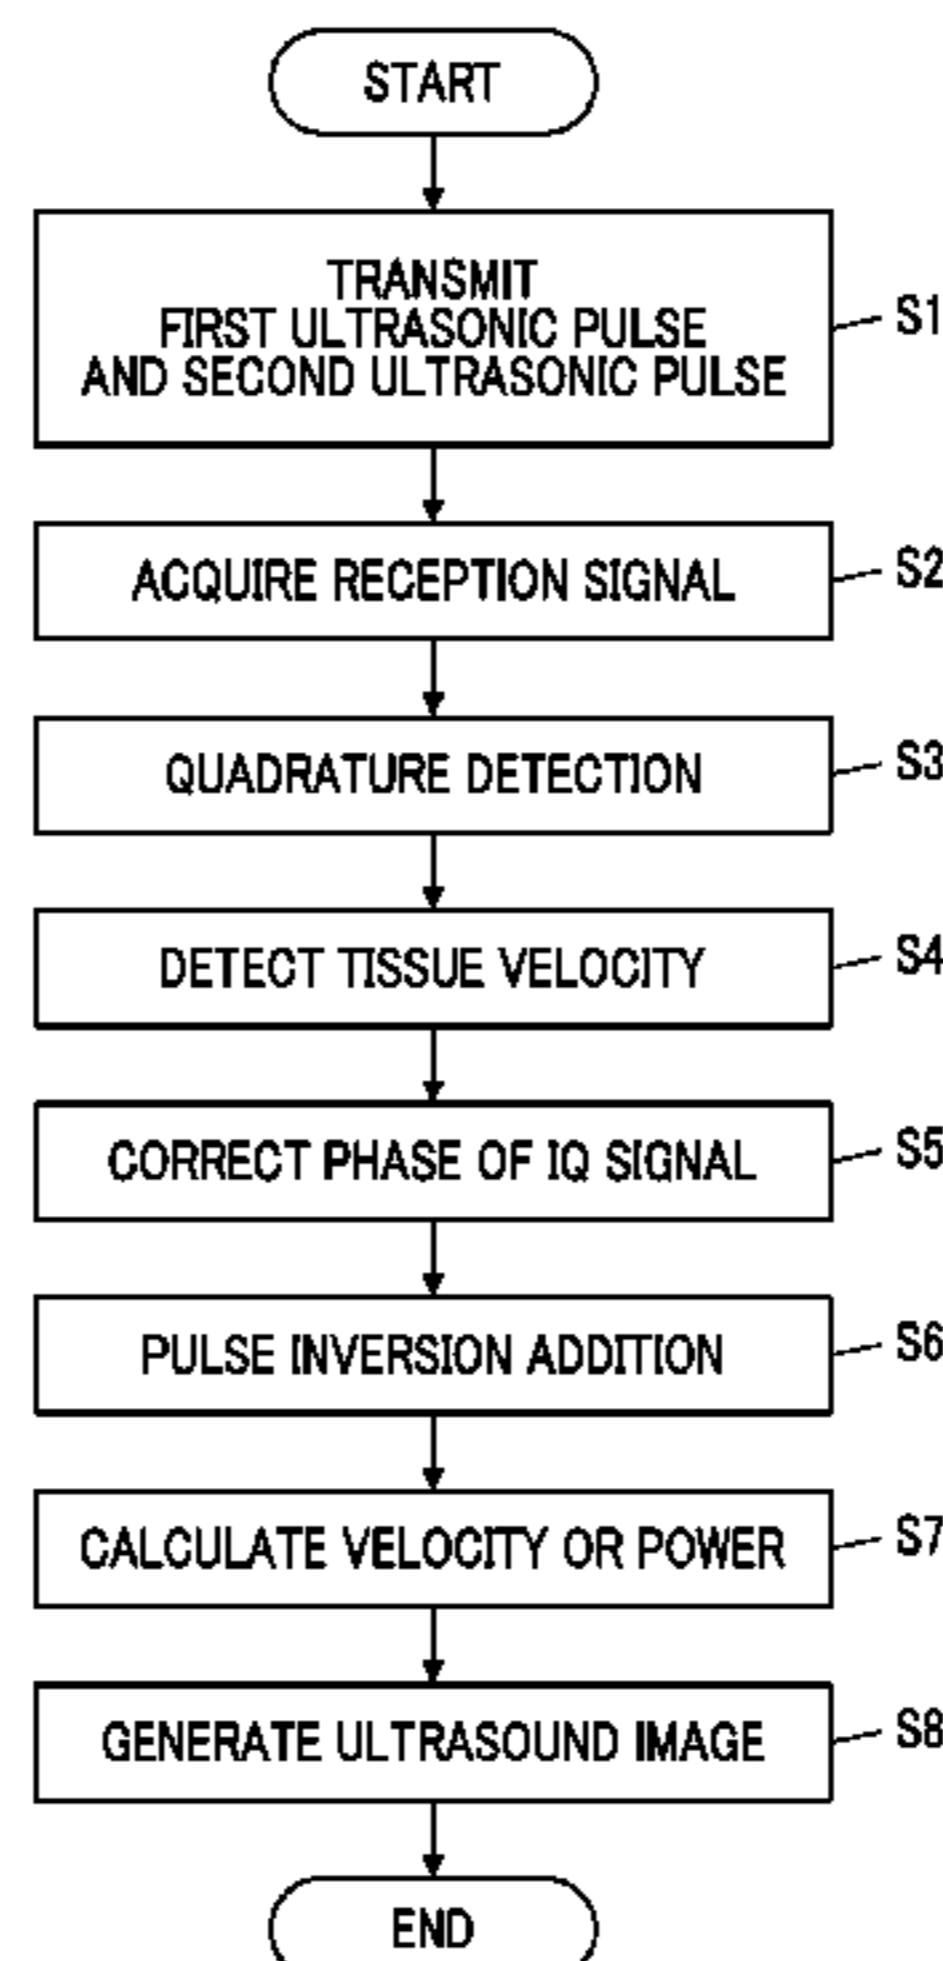 START
TRANSMIT
FIRST ULTRASONIC PULSE
AND SECOND ULTRASONIC PULSE
S1
ACQUIRE RECEPTION SIGNAL
S2
QUADRATURE DETECTION
S3
DETECT TISSUE VELOCITY
S4
CORRECT PHASE OF IQ SIGNAL
S5
PULSE INVERSION ADDITION
S6
CALCULATE VELOCITY OR POWER
S7
GENERATE ULTRASOUND IMAGE
S8
END